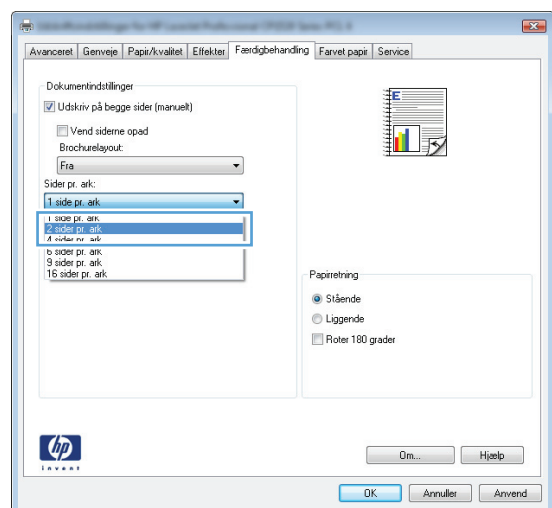 Avanceret Genveje Papir/kvalitet Effekter Færdigbehandling Farvet papir Service
Dokumentindstillinger
Udskriv på begge sider (manuelt)
Vend siderne opad
Brochurelayout:
Fra
Sider pr. ark:
1 side pr. ark
1 side pr. ark
2 sider pr. ark
4 sider pr. ark
6 sider pr. ark
9 sider pr. ark
16 sider pr. ark
E
Papirretning
Stående
Liggende
Roter 180 grader
hp
invent
Om... Hjælp
OK Annuller Anvend